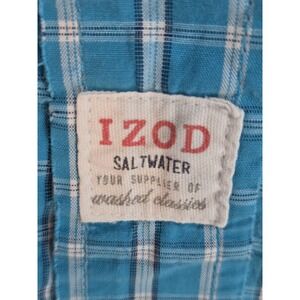 IZOD
SALTWATER
YOUR SUPPLIER OF
washed classics